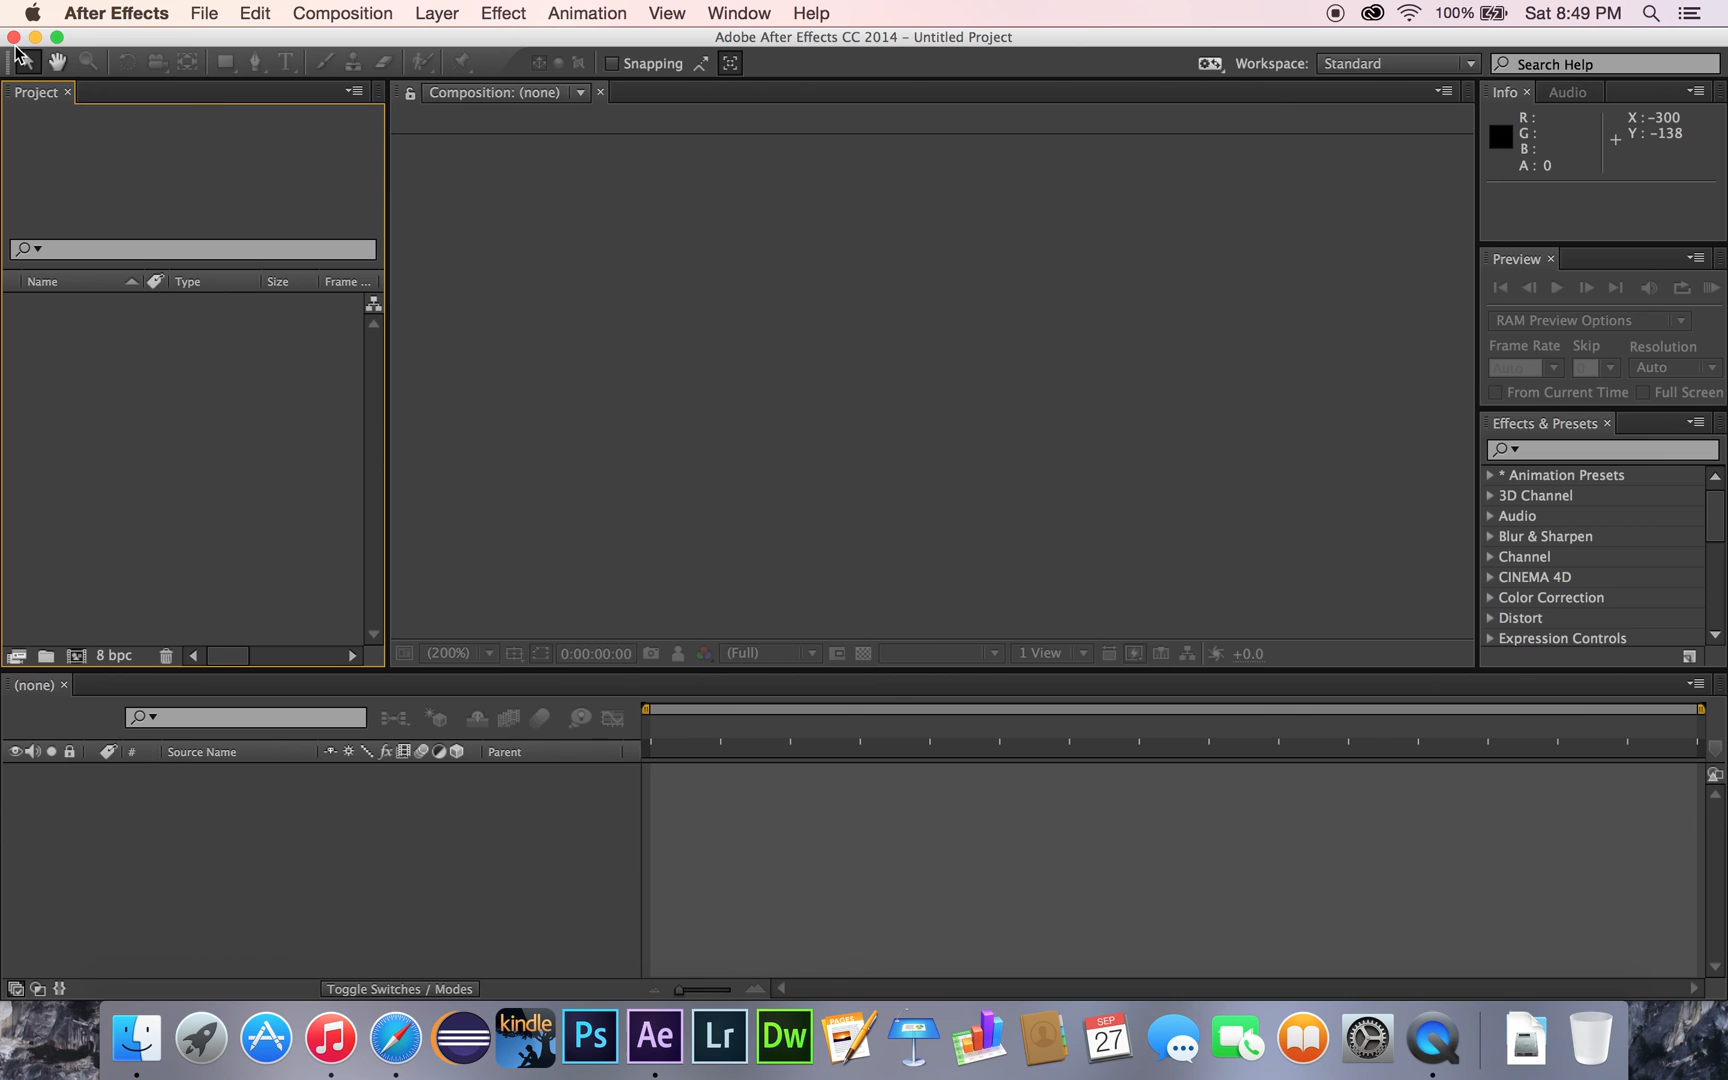 After Effects File Edit Composition Layer Effect Animation View Window Help 100% Sat 8:49 PM
Adobe After Effects CC 2014 – Untitled Project
T Snapping Workspace: Standard Search Help
Project × Composition: (none) × Info × Audio
R :
G :
B :
A : 0
X : -300
Y : -138
Preview ×
Name Type Size Frame ...
RAM Preview Options
Frame Rate Skip Resolution
Auto 0 Auto
From Current Time Full Screen
Effects & Presets ×
* Animation Presets
3D Channel
Audio
Blur & Sharpen
Channel
CINEMA 4D
Color Correction
Distort
Expression Controls
8 bpc (200%) 0:00:00:00 (Full) 1 View +0.0
(none) ×
# Source Name fx Parent
Toggle Switches / Modes
kindle Ps Ae Lr Dw PAGES SEP
27